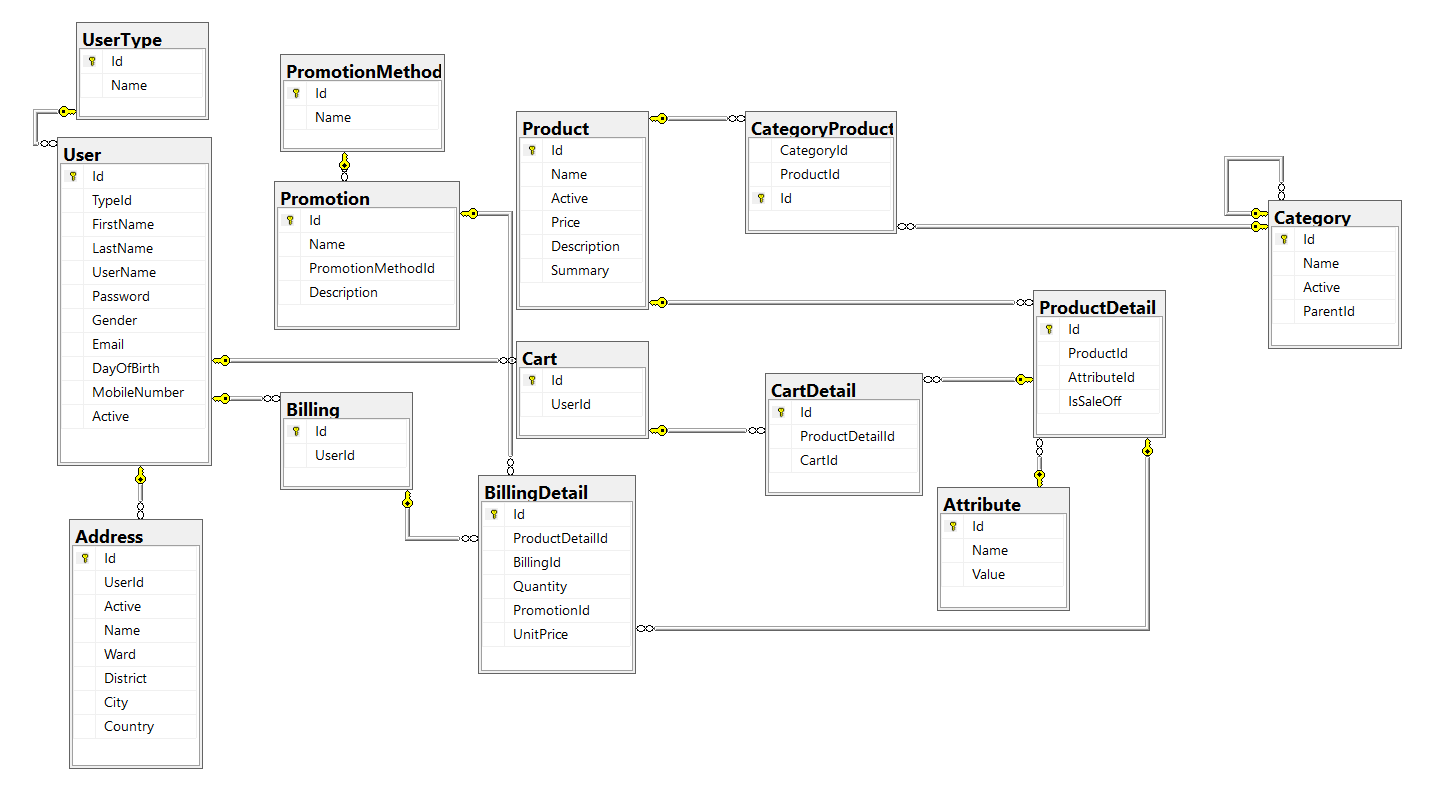 UserType
Id
Name
User
Id
TypeId
FirstName
LastName
UserName
Password
Gender
Email
DayOfBirth
MobileNumber
Active
Address
Id
UserId
Active
Name
Ward
District
City
Country
PromotionMethod
Id
Name
Promotion
Id
Name
PromotionMethodId
Description
Billing
Id
UserId
Product
Id
Name
Active
Price
Description
Summary
Cart
Id
UserId
BillingDetail
Id
ProductDetailId
BillingId
Quantity
PromotionId
UnitPrice
CategoryProduct
CategoryId
ProductId
Id
CartDetail
Id
ProductDetailId
CartId
ProductDetail
Id
ProductId
AttributeId
IsSaleOff
Attribute
Id
Name
Value
Category
Id
Name
Active
ParentId